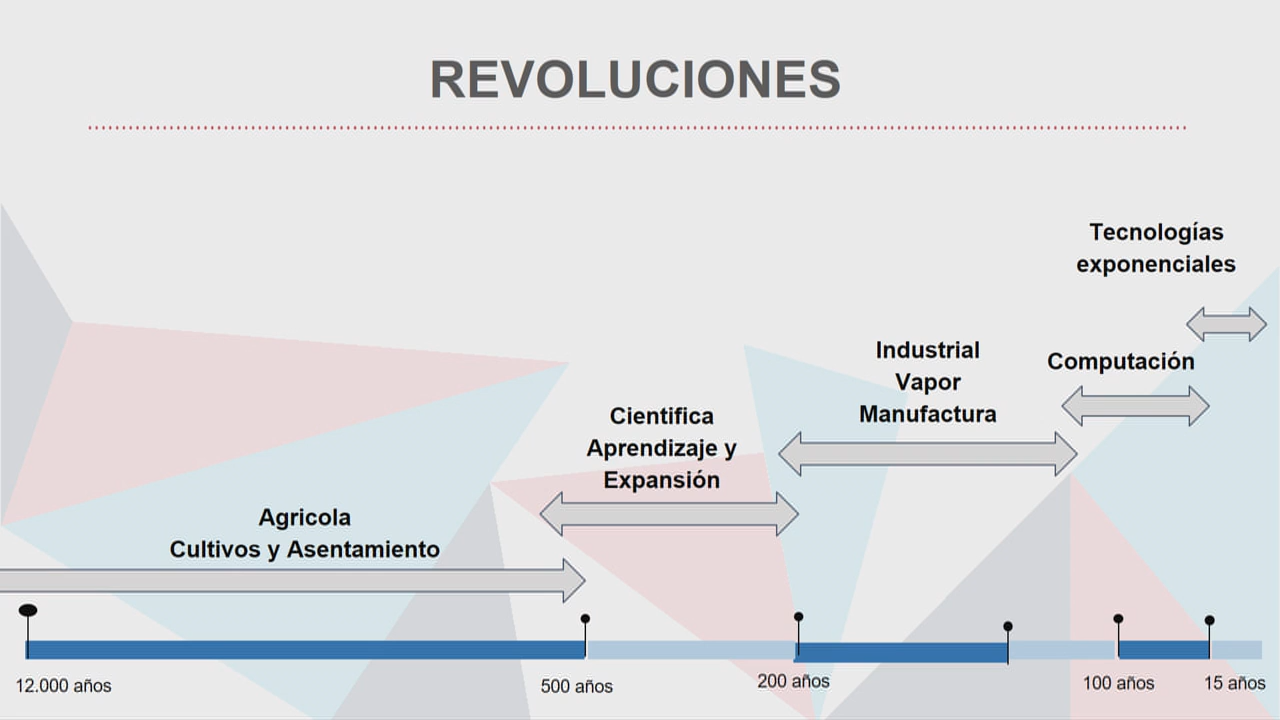 REVOLUCIONES
Tecnologías
exponenciales
Industrial
Vapor
Manufactura
Computación
Cientifica
Aprendizaje y
Expansión
Agricola
Cultivos y Asentamiento
12.000 años
500 años
200 años
100 años
15 años